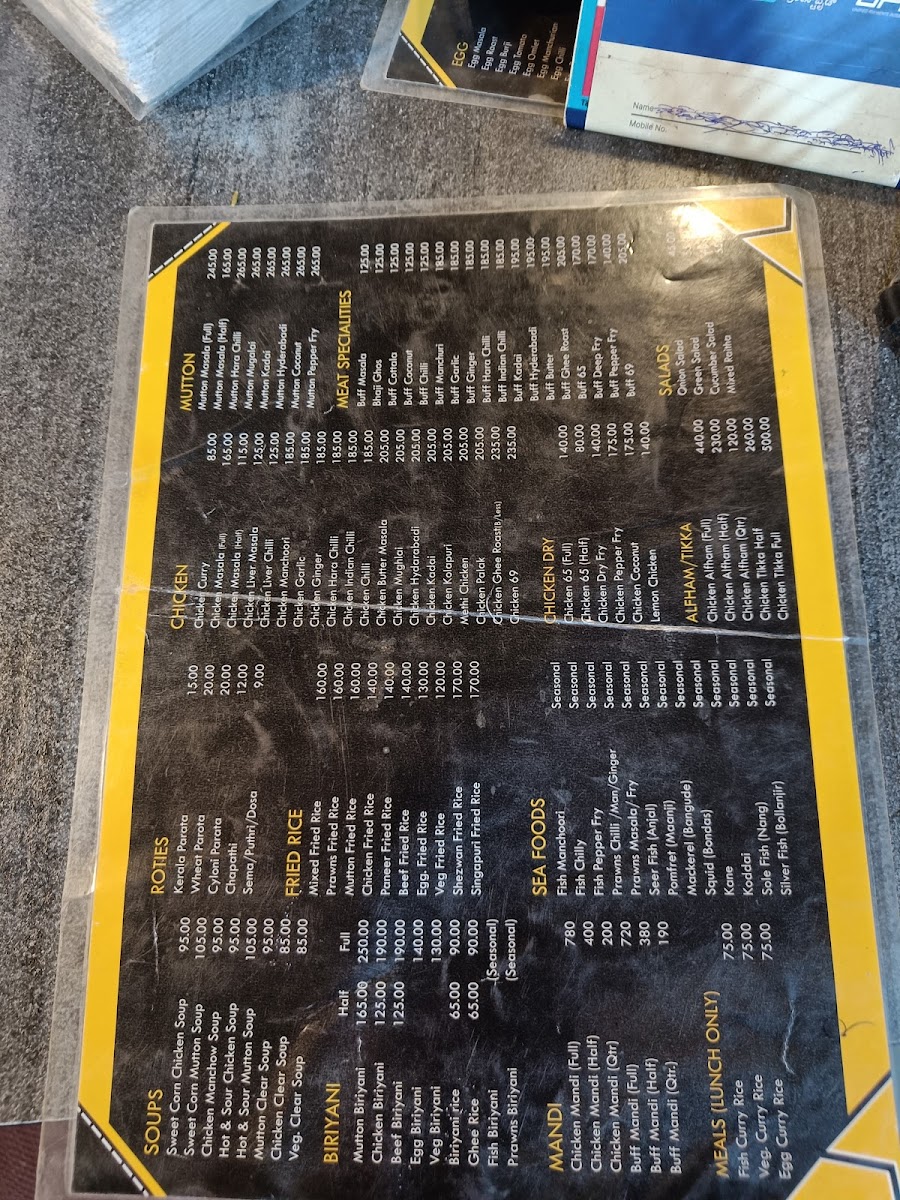 EGG
Egg Masala
Egg Roast
Egg Burji
Egg Tomato
Egg Omlet
Egg Manchurian
Egg Chilli
Name
Mobile No.
SOUPS
Sweet Corn Chicken Soup 95.00
Sweet Corn Mutton Soup 105.00
Chicken Manchow Soup 95.00
Hot & Sour Chicken Soup 95.00
Hot & Sour Mutton Soup 105.00
Mutton Clear Soup 95.00
Chicken Clear Soup 85.00
Veg. Clear Soup 85.00
BIRIYANI Half Full
Mutton Biriyani 165.00 250.00
Chicken Biriyani 125.00 190.00
Beef Biriyani 125.00 190.00
Egg Biriyani 140.00
Veg Biriyani 130.00
Biriyani rice 65.00 90.00
Ghee Rice 65.00 90.00
Fish Biriyani (Seasonal)
Prawns Biriyani (Seasonal)
MANDI
Chicken Mandi (Full) 780
Chicken Mandi (Half) 400
Chicken Mandi (Qtr) 200
Buff Mandi (Full) 720
Buff Mandi (Half) 380
Buff Mandi (Qtr.) 190
MEALS (LUNCH ONLY)
Fish Curry Rice 75.00
Veg. Curry Rice 75.00
Egg Curry Rice 75.00
ROTIES
Kerala Parata 15.00
Wheat Parota 20.00
Cyloni Parata 20.00
Chapathi 12.00
Sema/Puttiri/Dosa 9.00
FRIED RICE
Mixed Fried Rice 160.00
Prawns Fried Rice 160.00
Mutton Fried Rice 160.00
Chicken Fried Rice 140.00
Paneer Fried Rice 140.00
Beef Fried Rice 140.00
Egg. Fried Rice 130.00
Veg Fried Rice 120.00
Shezwan Fried Rice 170.00
Singapuri Fried Rice 170.00
SEA FOODS
Fish Manchoori Seasonal
Fish Chilly Seasonal
Fish Pepper Fry Seasonal
Prawns Chilli /Man/Ginger Seasonal
Prawns Masala/ Fry Seasonal
Seer Fish (Anjal) Seasonal
Pomfret (Maanji) Seasonal
Mackerel (Bangude) Seasonal
Squid (Bondas) Seasonal
Kane Seasonal
Koddai Seasonal
Sole Fish (Nang) Seasonal
Silver Fish (Bollanjir) Seasonal
CHICKEN
Chicken Curry 85.00
Chicken Masala (Full) 165.00
Chicken Masala (Half) 115.00
Chicken Liver Masala 125.00
Chicken Liver Chilli 125.00
Chicken Manchoori 185.00
Chicken Garlic 185.00
Chicken Ginger 185.00
Chicken Hara Chilli 185.00
Chicken Indian Chilli 185.00
Chicken Chilli 185.00
Chicken Butter Masala 205.00
Chicken Mughlai 205.00
Chicken Hydarabadi 205.00
Chicken Kadai 205.00
Chicken Kolapuri 205.00
Methi Chicken 205.00
Chicken Palak 205.00
Chicken Ghee Roast(B/Less) 235.00
Chicken 69 235.00
CHICKEN DRY
Chicken 65 (Full) 140.00
Chicken 65 (Half) 80.00
Chicken Dry Fry 140.00
Chicken Pepper Fry 175.00
Chicken Coconut 175.00
Lemon Chicken 140.00
ALFHAM/TIKKA
Chicken Alfham (Full) 440.00
Chicken Alfham (Half) 230.00
Chicken Alfham (Qtr) 120.00
Chicken Tikka Half 260.00
Chicken Tikka Full 500.00
MUTTON
Mutton Masala (Full) 245.00
Mutton Masala (Half) 165.00
Mutton Hara Chilli 265.00
Mutton Mugalai 265.00
Mutton Kadai 265.00
Mutton Hyderabadi 265.00
Mutton Coconut 265.00
Mutton Pepper Fry 265.00
MEAT SPECIALITIES
Buff Masala 125.00
Bhaji Ghos 125.00
Buff Cottala 125.00
Buff Coconut 125.00
Buff Chilli 125.00
Buff Manchuri 185.00
Buff Garlic 185.00
Buff Ginger 185.00
Buff Hara Chilli 185.00
Buff Indian Chilli 185.00
Buff Kadai 195.00
Buff Hyderabadi 195.00
Buff Butter 195.00
Buff Ghee Roast 205.00
Buff 65 170.00
Buff Deep Fry 170.00
Buff Pepper Fry 140.00
Buff 69 205.00
SALADS
Onion Salad
Green Salad
Cucumber Salad
Mixed Raitha